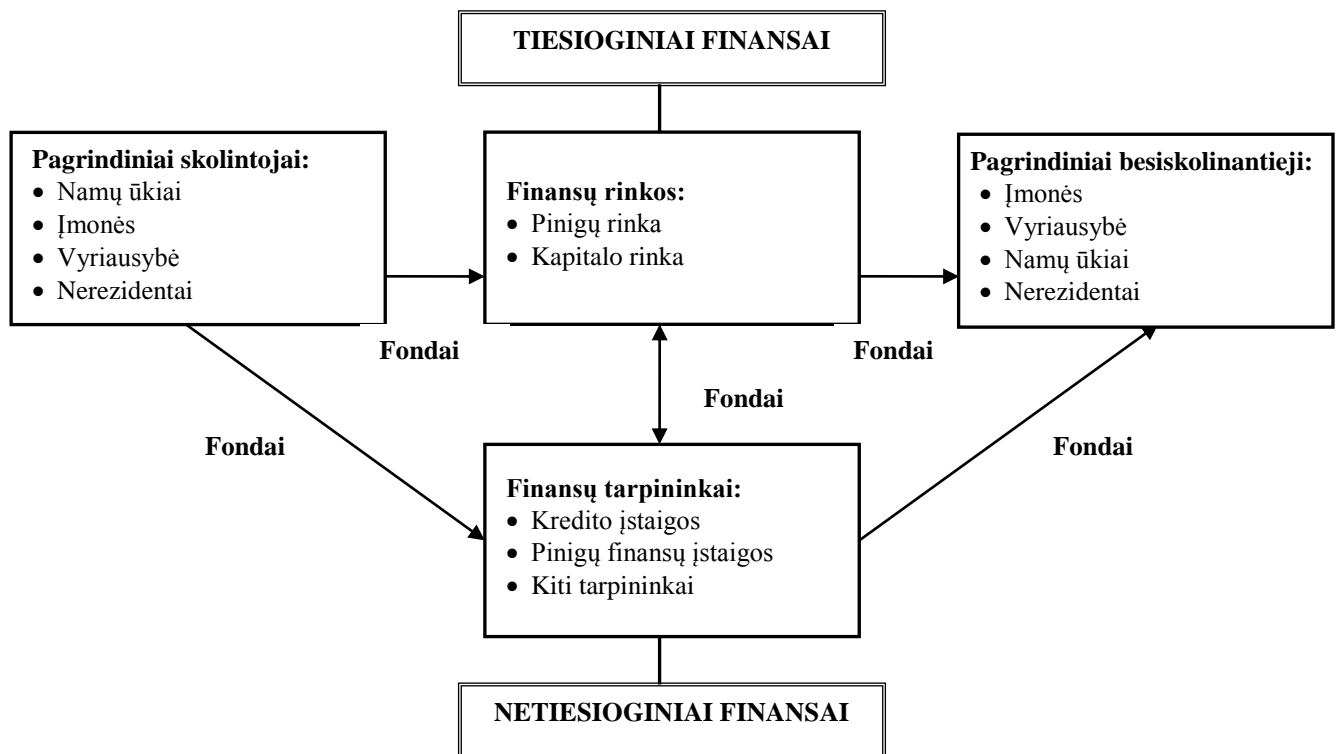 TIESIOGINIAI FINANSAI
Pagrindiniai skolintojai:
• Namų ūkiai
• Įmonės
• Vyriausybė
• Nerezidentai
Finansų rinkos:
• Pinigų rinka
• Kapitalo rinka
Pagrindiniai besiskolinantieji:
• Įmonės
• Vyriausybė
• Namų ūkiai
• Nerezidentai
Fondai
Fondai
Fondai
Fondai
Fondai
Finansų tarpininkai:
• Kredito įstaigos
• Pinigų finansų įstaigos
• Kiti tarpininkai
NETIESIOGINIAI FINANSAI